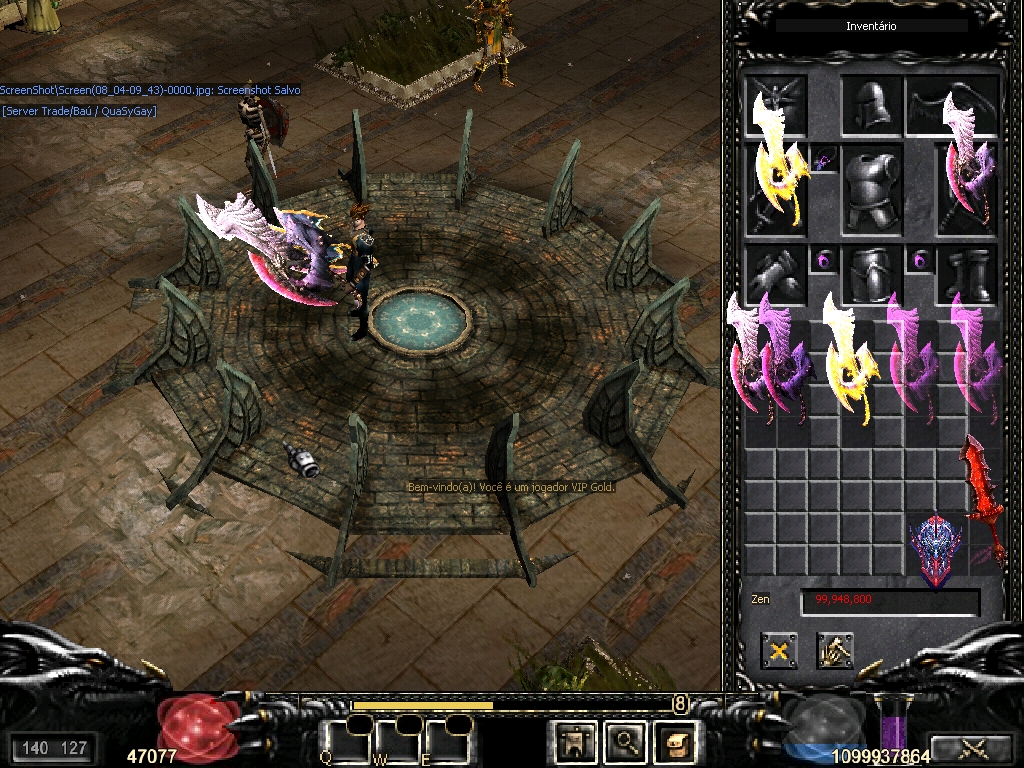 Inventário
ScreenShot\Screen(08_04-09_43)-0000.jpg: Screenshot Salvo
[Server Trade/Baú / QuaSyGay]
Bem-vindo(a)! Você é um jogador VIP Gold.
Zen 99,948,800
8
140 127
47077
Q W E
1099937864